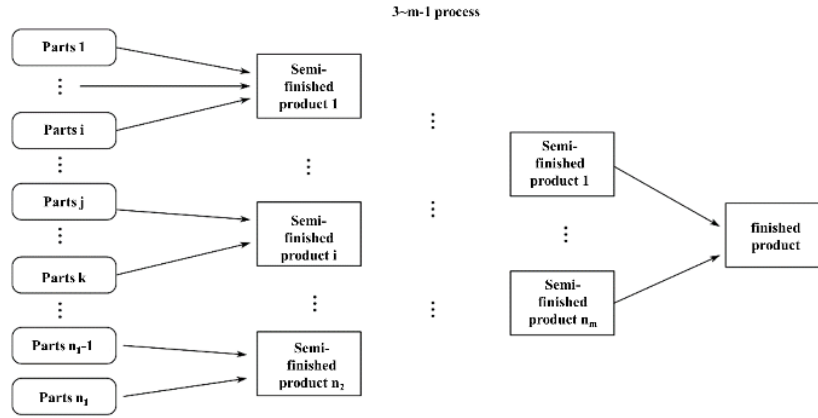 3~m-1 process
Parts 1
⋮
Parts i
⋮
Parts j
⋮
Parts k
⋮
Parts n₁-1
Parts n₁
Semi-
finished
product 1
⋮
Semi-
finished
product i
⋮
Semi-
finished
product n₂
⋮
⋮
⋮
Semi-
finished
product 1
⋮
Semi-
finished
product nₘ
finished
product